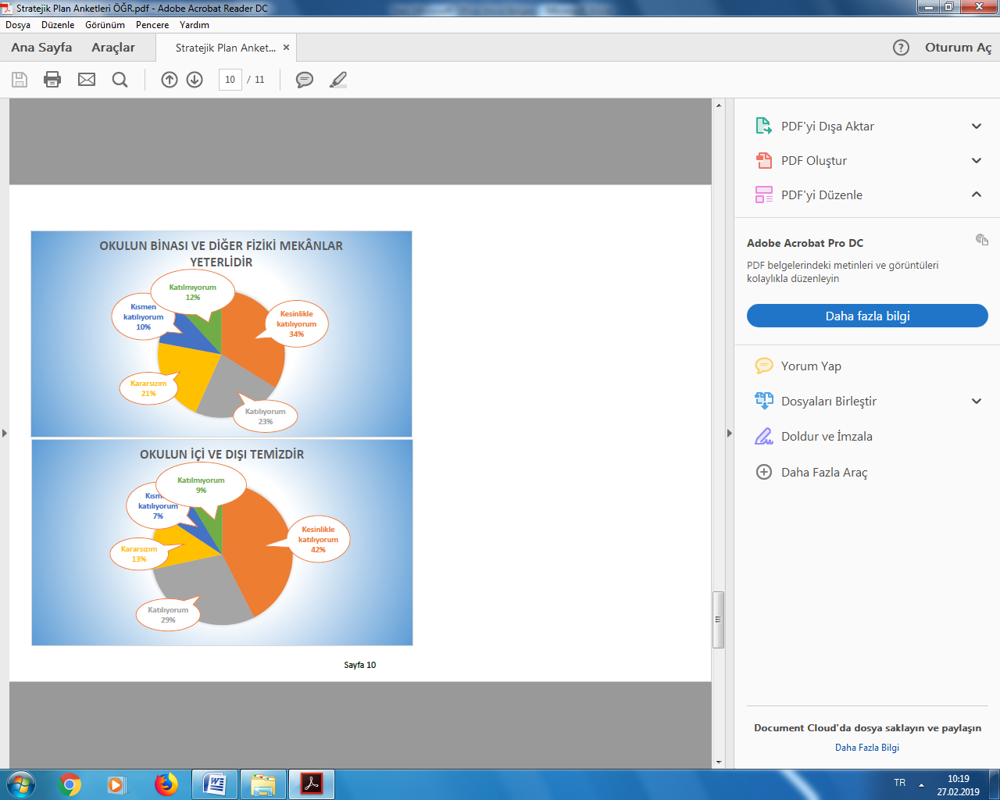 Stratejik Plan Anketleri ÖĞR.pdf - Adobe Acrobat Reader DC
Dosya Düzenle Görünüm Pencere Yardım
Ana Sayfa Araçlar Stratejik Plan Anket... × Oturum Aç
10 / 11
PDF'yi Dışa Aktar
PDF Oluştur
PDF'yi Düzenle
Adobe Acrobat Pro DC
PDF belgelerindeki metinleri ve görüntüleri
kolaylıkla düzenleyin
Daha fazla bilgi
Yorum Yap
Dosyaları Birleştir
Doldur ve İmzala
Daha Fazla Araç
Document Cloud'da dosya saklayın ve paylaşın
Daha Fazla Bilgi
OKULUN BİNASI VE DİĞER FİZİKİ MEKÂNLAR
YETERLİDİR
Katılmıyorum
12%
Kısmen
katılıyorum
10%
Kesinlikle
katılıyorum
34%
Kararsızım
21%
Katılıyorum
23%
OKULUN İÇİ VE DIŞI TEMİZDİR
Katılmıyorum
9%
katılıyorum
7%
Kesinlikle
katılıyorum
42%
Kararsızım
13%
Katılıyorum
29%
Sayfa 10
TR
10:19
27.02.2019